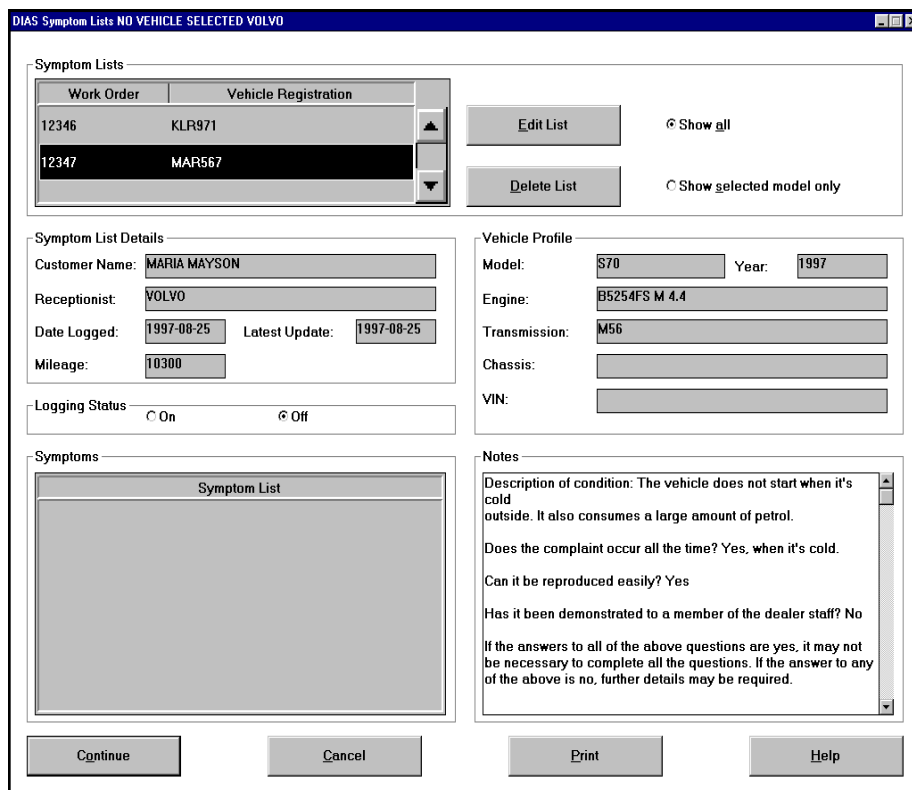 DIAS Symptom Lists NO VEHICLE SELECTED VOLVO
Symptom Lists
Work Order Vehicle Registration
12346 KLR971
12347 MAR567
Edit List
Show all
Delete List
Show selected model only
Symptom List Details
Customer Name: MARIA MAYSON
Receptionist: VOLVO
Date Logged: 1997-08-25 Latest Update: 1997-08-25
Mileage: 10300
Vehicle Profile
Model: S70 Year: 1997
Engine: B5254FS M 4.4
Transmission: M56
Chassis:
VIN:
Logging Status
On Off
Symptoms
Symptom List
Notes
Description of condition: The vehicle does not start when it's
cold
outside. It also consumes a large amount of petrol.
Does the complaint occur all the time? Yes, when it's cold.
Can it be reproduced easily? Yes
Has it been demonstrated to a member of the dealer staff? No
If the answers to all of the above questions are yes, it may not
be necessary to complete all the questions. If the answer to any
of the above is no, further details may be required.
Continue Cancel Print Help